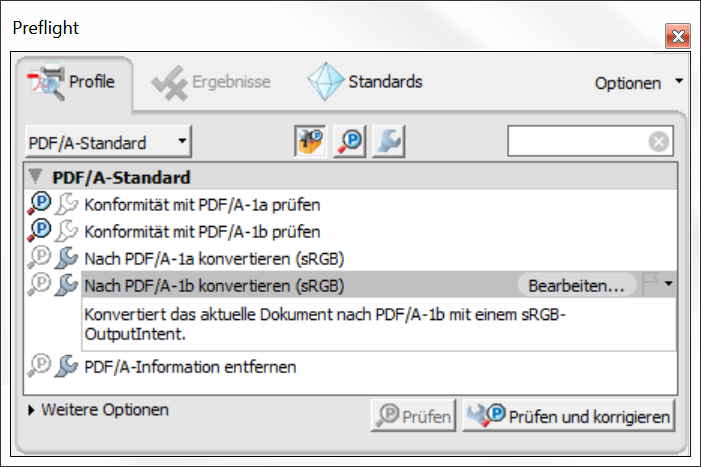 Preflight
Profile Ergebnisse Standards Optionen
PDF/A-Standard
PDF/A-Standard
Konformität mit PDF/A-1a prüfen
Konformität mit PDF/A-1b prüfen
Nach PDF/A-1a konvertieren (sRGB)
Nach PDF/A-1b konvertieren (sRGB) Bearbeiten...
Konvertiert das aktuelle Dokument nach PDF/A-1b mit einem sRGB-
OutputIntent.
PDF/A-Information entfernen
Weitere Optionen Prüfen Prüfen und korrigieren